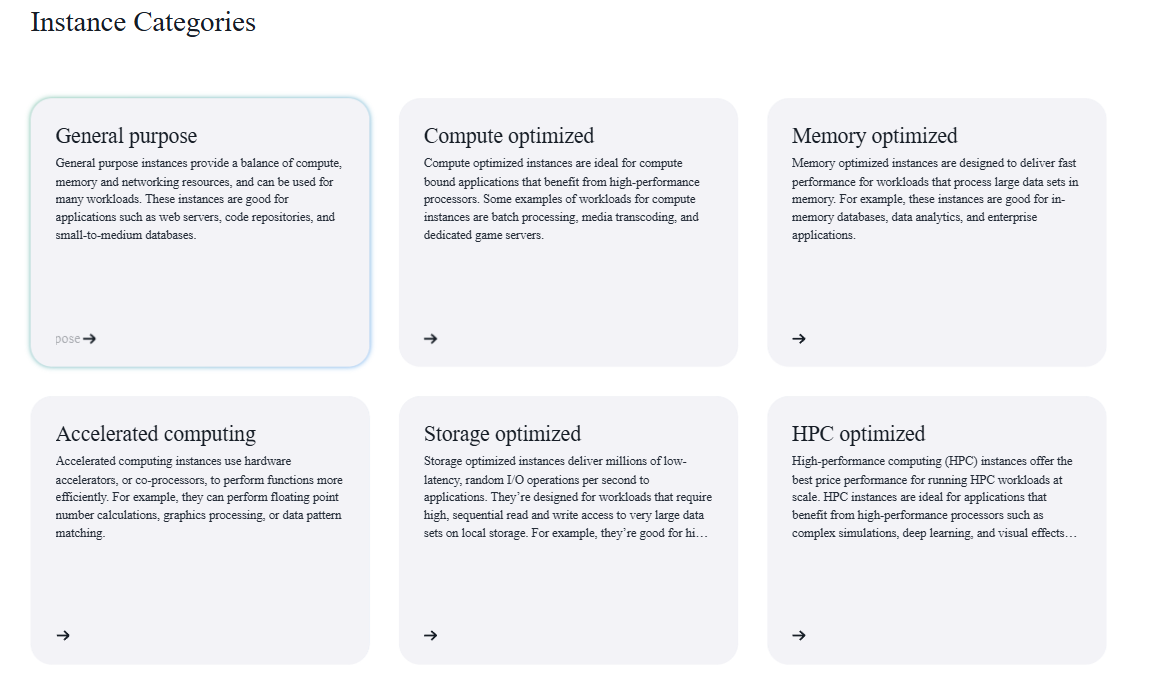 Instance Categories
General purpose
General purpose instances provide a balance of compute,
memory and networking resources, and can be used for
many workloads. These instances are good for
applications such as web servers, code repositories, and
small-to-medium databases.
pose
Compute optimized
Compute optimized instances are ideal for compute
bound applications that benefit from high-performance
processors. Some examples of workloads for compute
instances are batch processing, media transcoding, and
dedicated game servers.
Memory optimized
Memory optimized instances are designed to deliver fast
performance for workloads that process large data sets in
memory. For example, these instances are good for in-
memory databases, data analytics, and enterprise
applications.
Accelerated computing
Accelerated computing instances use hardware
accelerators, or co-processors, to perform functions more
efficiently. For example, they can perform floating point
number calculations, graphics processing, or data pattern
matching.
Storage optimized
Storage optimized instances deliver millions of low-
latency, random I/O operations per second to
applications. They’re designed for workloads that require
high, sequential read and write access to very large data
sets on local storage. For example, they’re good for hi…
HPC optimized
High-performance computing (HPC) instances offer the
best price performance for running HPC workloads at
scale. HPC instances are ideal for applications that
benefit from high-performance processors such as
complex simulations, deep learning, and visual effects…